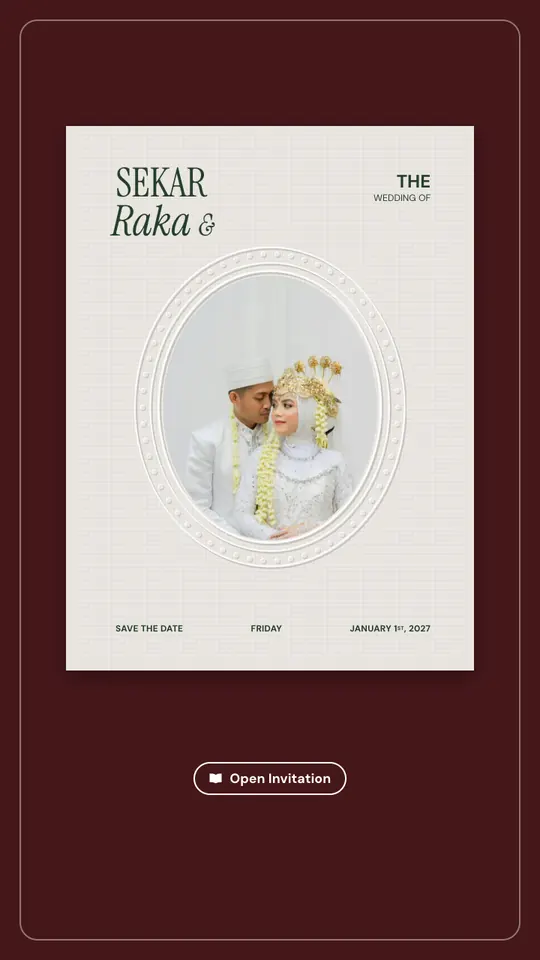 SEKAR
Raka &
THE
WEDDING OF
SAVE THE DATE
FRIDAY
JANUARY 1ST, 2027
Open Invitation